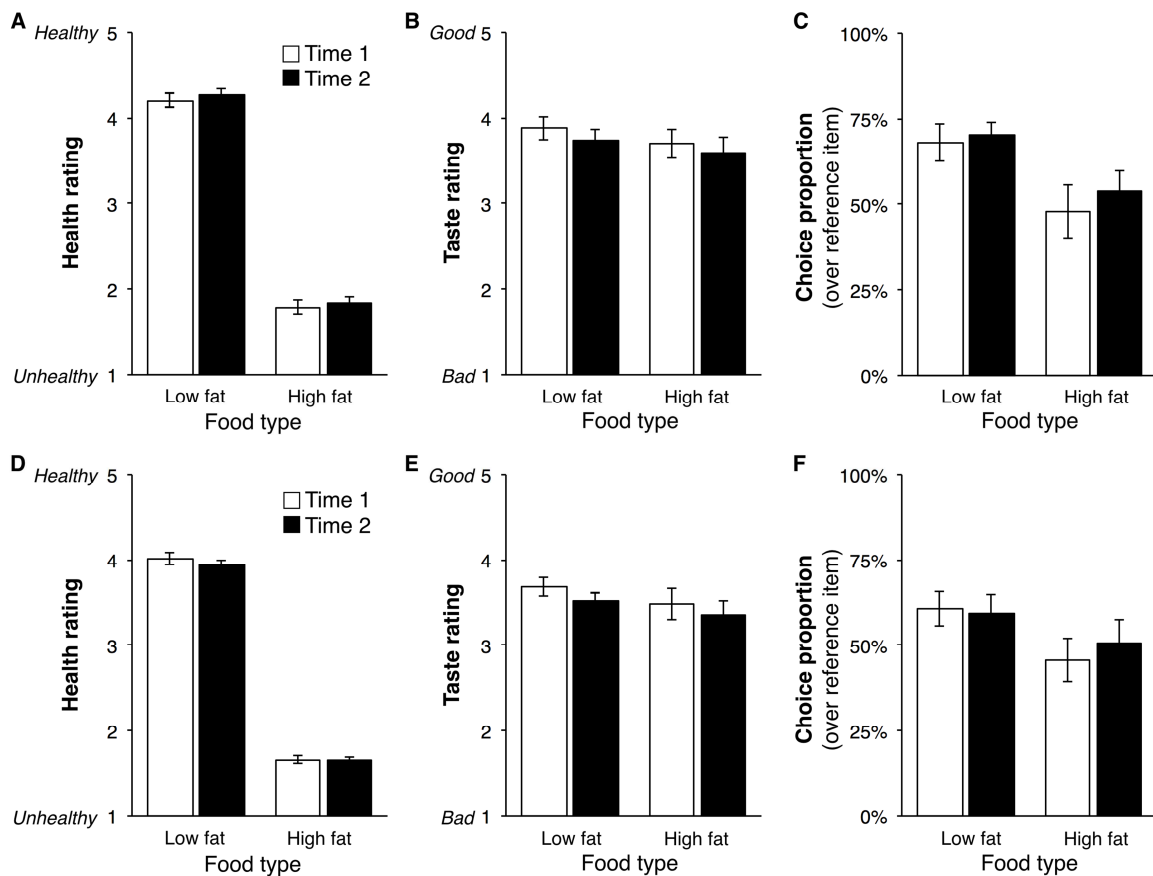 A
Healthy 5
4
3
2
Unhealthy 1
Health rating
Time 1
Time 2
Low fat High fat
Food type
B
Good 5
4
3
2
Bad 1
Taste rating
Low fat High fat
Food type
C
100%
75%
50%
25%
0%
Choice proportion
(over reference item)
Low fat High fat
Food type
D
Healthy 5
4
3
2
Unhealthy 1
Health rating
Time 1
Time 2
Low fat High fat
Food type
E
Good 5
4
3
2
Bad 1
Taste rating
Low fat High fat
Food type
F
100%
75%
50%
25%
0%
Choice proportion
(over reference item)
Low fat High fat
Food type